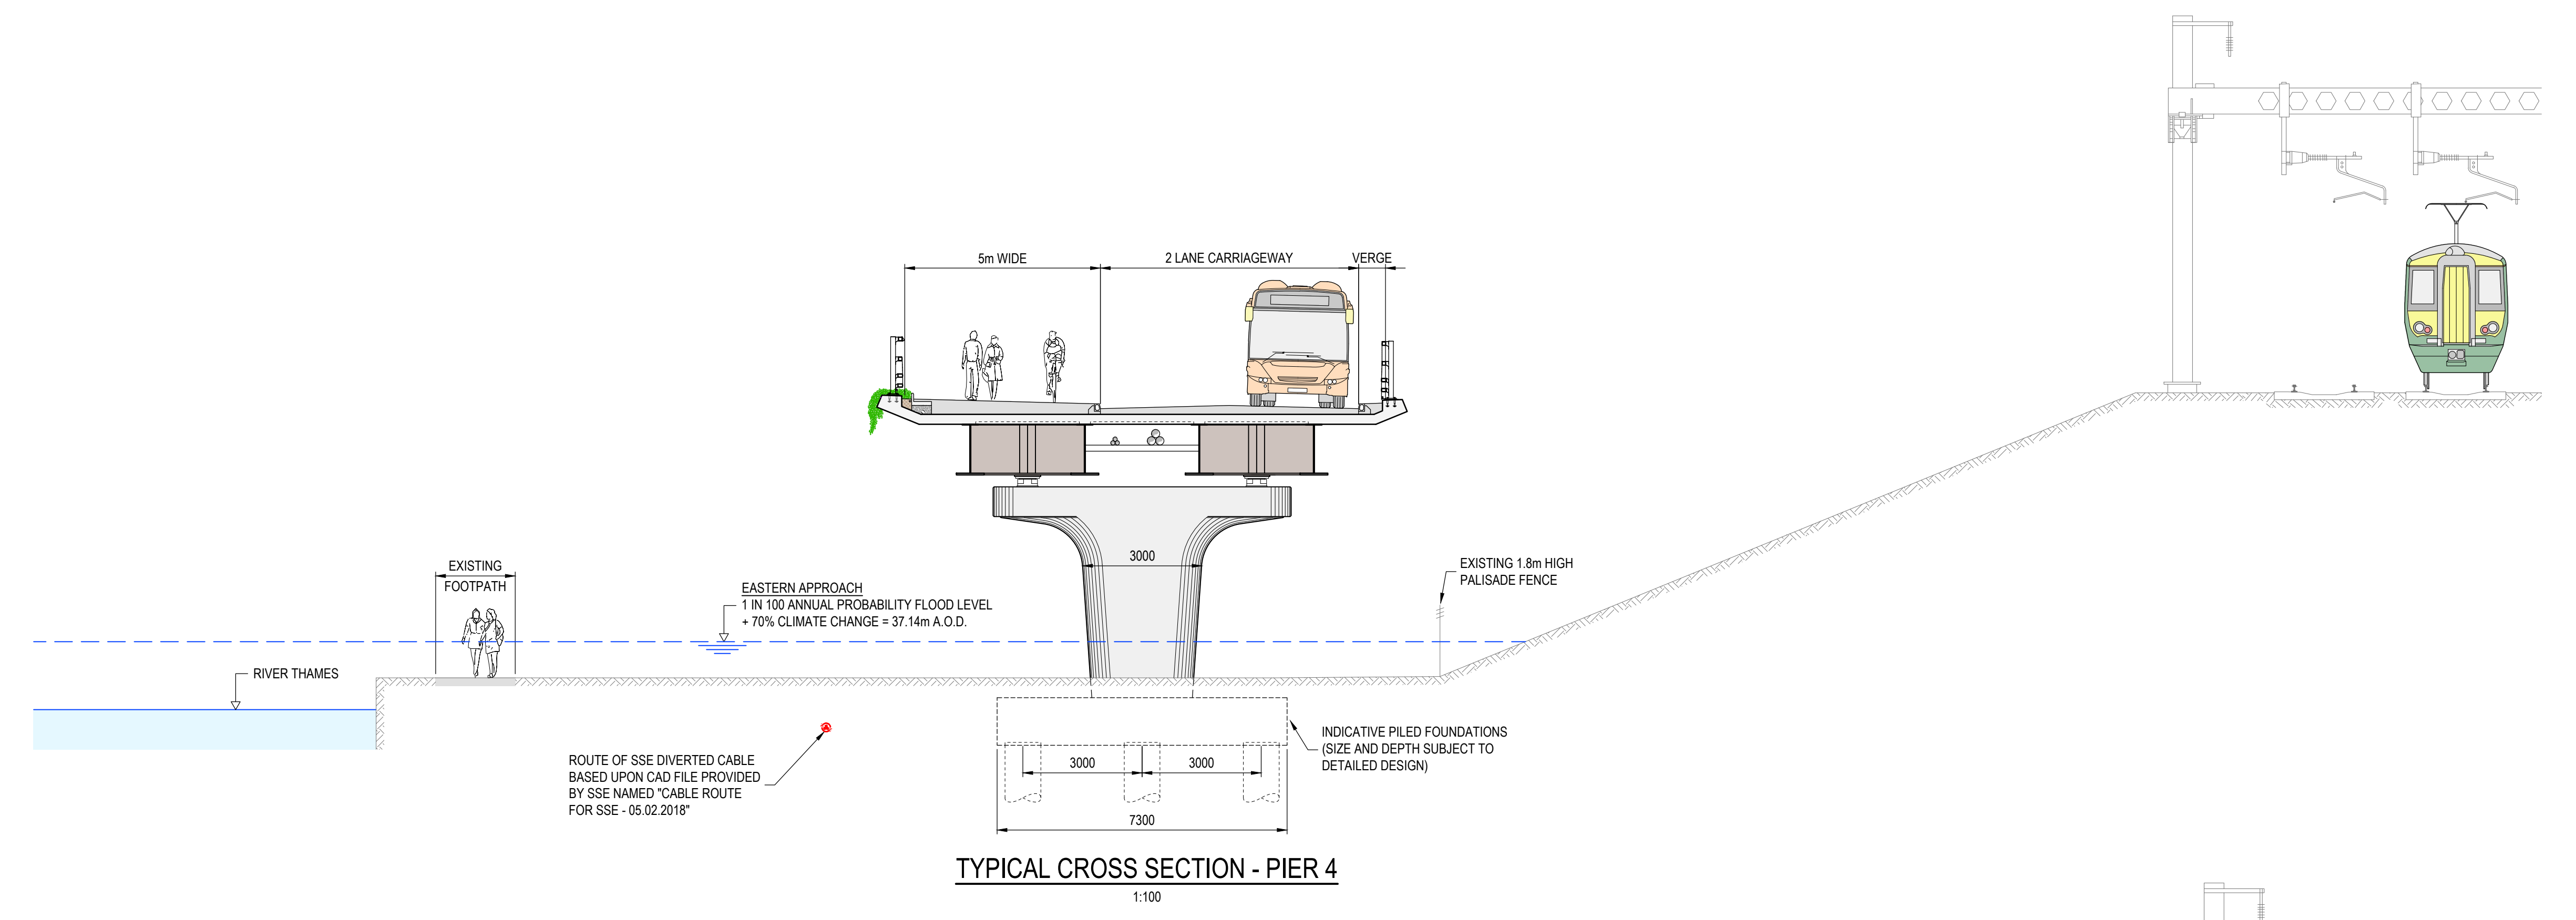 5m WIDE
2 LANE CARRIAGEWAY
VERGE
EXISTING
FOOTPATH
3000
EXISTING 1.8m HIGH
PALISADE FENCE
EASTERN APPROACH
1 IN 100 ANNUAL PROBABILITY FLOOD LEVEL
+ 70% CLIMATE CHANGE = 37.14m A.O.D.
RIVER THAMES
ROUTE OF SSE DIVERTED CABLE
BASED UPON CAD FILE PROVIDED
BY SSE NAMED "CABLE ROUTE
FOR SSE - 05.02.2018"
INDICATIVE PILED FOUNDATIONS
(SIZE AND DEPTH SUBJECT TO
DETAILED DESIGN)
3000
3000
7300
TYPICAL CROSS SECTION - PIER 4
1:100